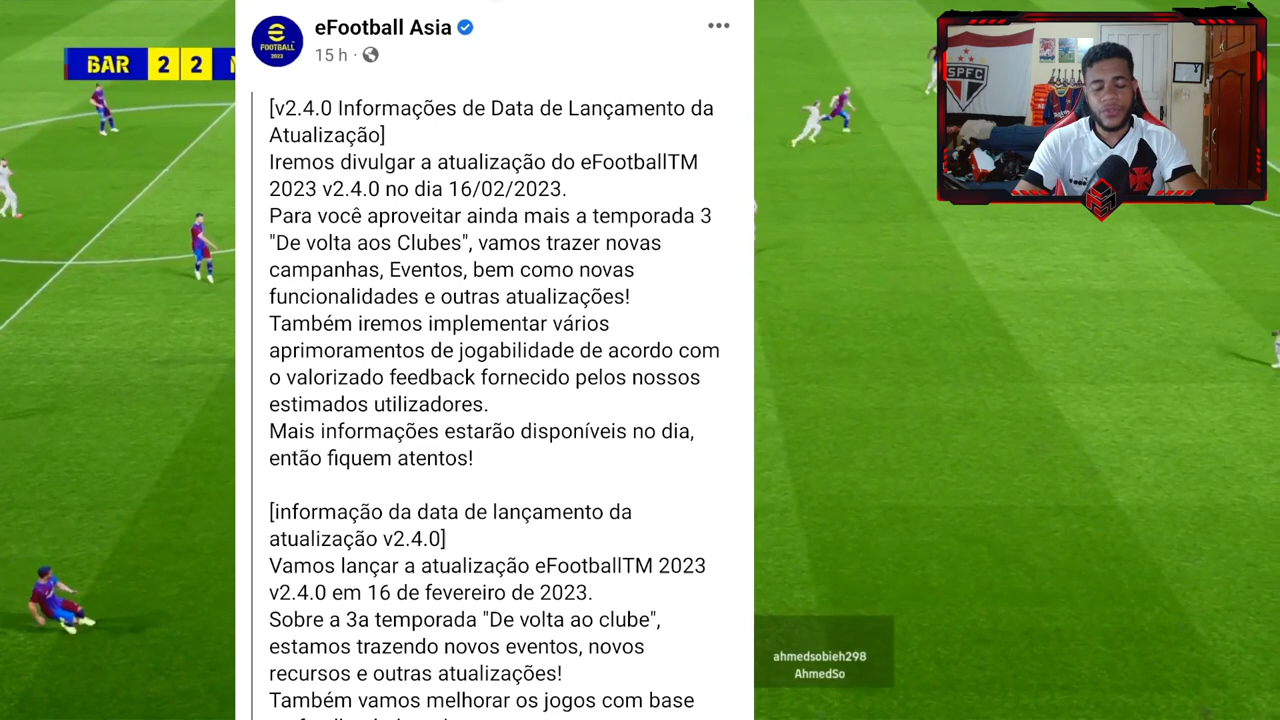 eFootball Asia
15 h
e
FOOTBALL
2023
BAR 2 2
SPFC
[v2.4.0 Informações de Data de Lançamento da
Atualização]
Iremos divulgar a atualização do eFootballTM
2023 v2.4.0 no dia 16/02/2023.
Para você aproveitar ainda mais a temporada 3
"De volta aos Clubes", vamos trazer novas
campanhas, Eventos, bem como novas
funcionalidades e outras atualizações!
Também iremos implementar vários
aprimoramentos de jogabilidade de acordo com
o valorizado feedback fornecido pelos nossos
estimados utilizadores.
Mais informações estarão disponíveis no dia,
então fiquem atentos!
[informação da data de lançamento da
atualização v2.4.0]
Vamos lançar a atualização eFootballTM 2023
v2.4.0 em 16 de fevereiro de 2023.
Sobre a 3a temporada "De volta ao clube",
estamos trazendo novos eventos, novos
recursos e outras atualizações!
Também vamos melhorar os jogos com base
ahmedsobieh298
AhmedSo